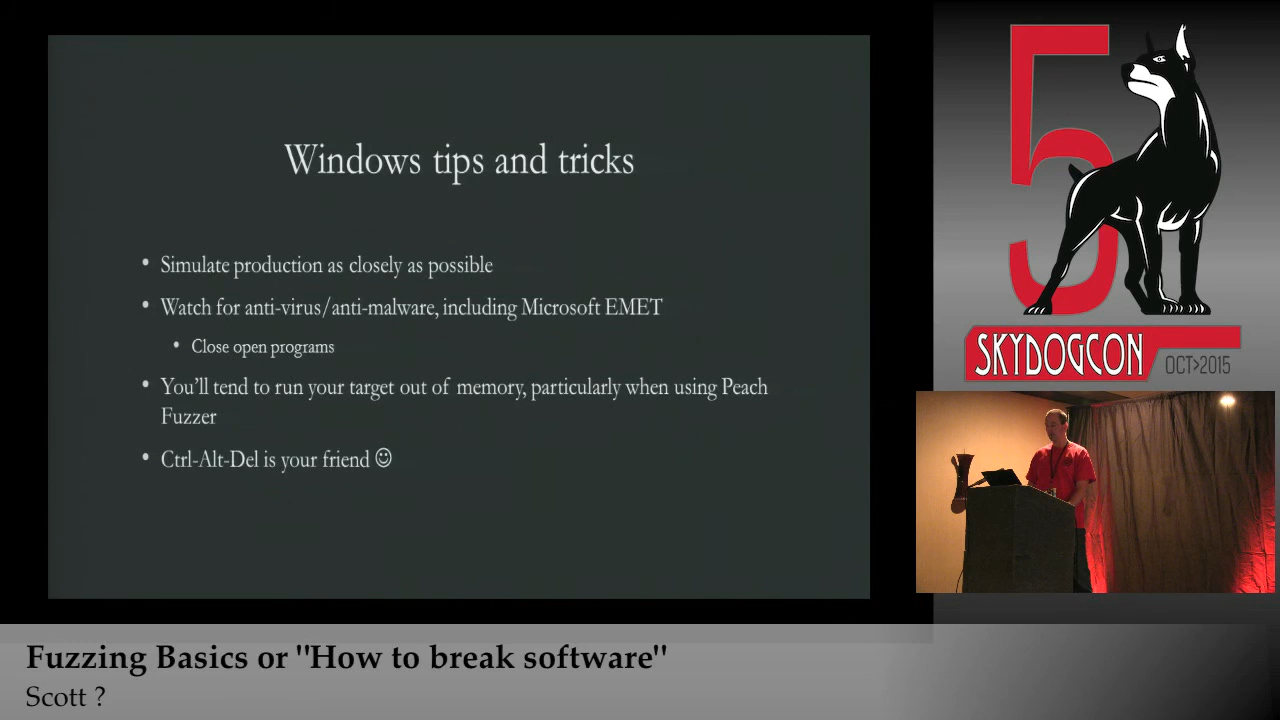 Windows tips and tricks
• Simulate production as closely as possible
• Watch for anti-virus/anti-malware, including Microsoft EMET
• Close open programs
• You'll tend to run your target out of memory, particularly when using Peach
Fuzzer
• Ctrl-Alt-Del is your friend ☺
5
SKYDOGCON
OCT>2015
Fuzzing Basics or "How to break software"
Scott ?